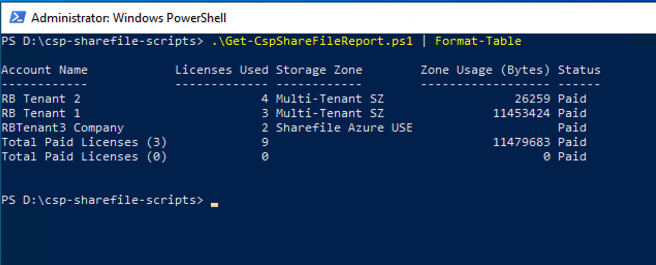 Administrator: Windows PowerShell
PS D:\csp-sharefile-scripts> .\Get-CspShareFileReport.ps1 | Format-Table
Account Name Licenses Used Storage Zone Zone Usage (Bytes) Status
------------ ------------- ------------ ------------------ ------
RB Tenant 2 4 Multi-Tenant SZ 26259 Paid
RB Tenant 1 3 Multi-Tenant SZ 11453424 Paid
RBTenant3 Company 2 Sharefile Azure USE Paid
Total Paid Licenses (3) 9 11479683 Paid
Total Paid Licenses (0) 0 0 Paid
PS D:\csp-sharefile-scripts>